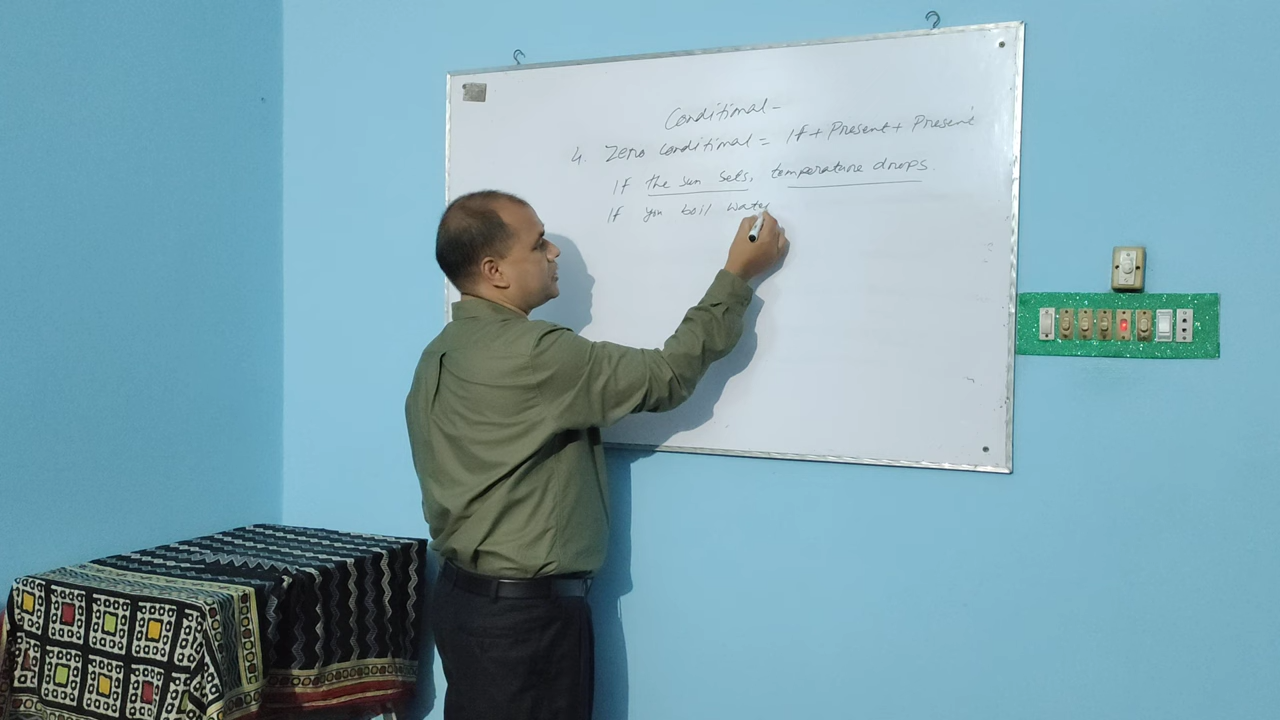 Conditional -
4. Zero conditional = If + Present + Present
If the sun sets, temperature drops.
If you boil water